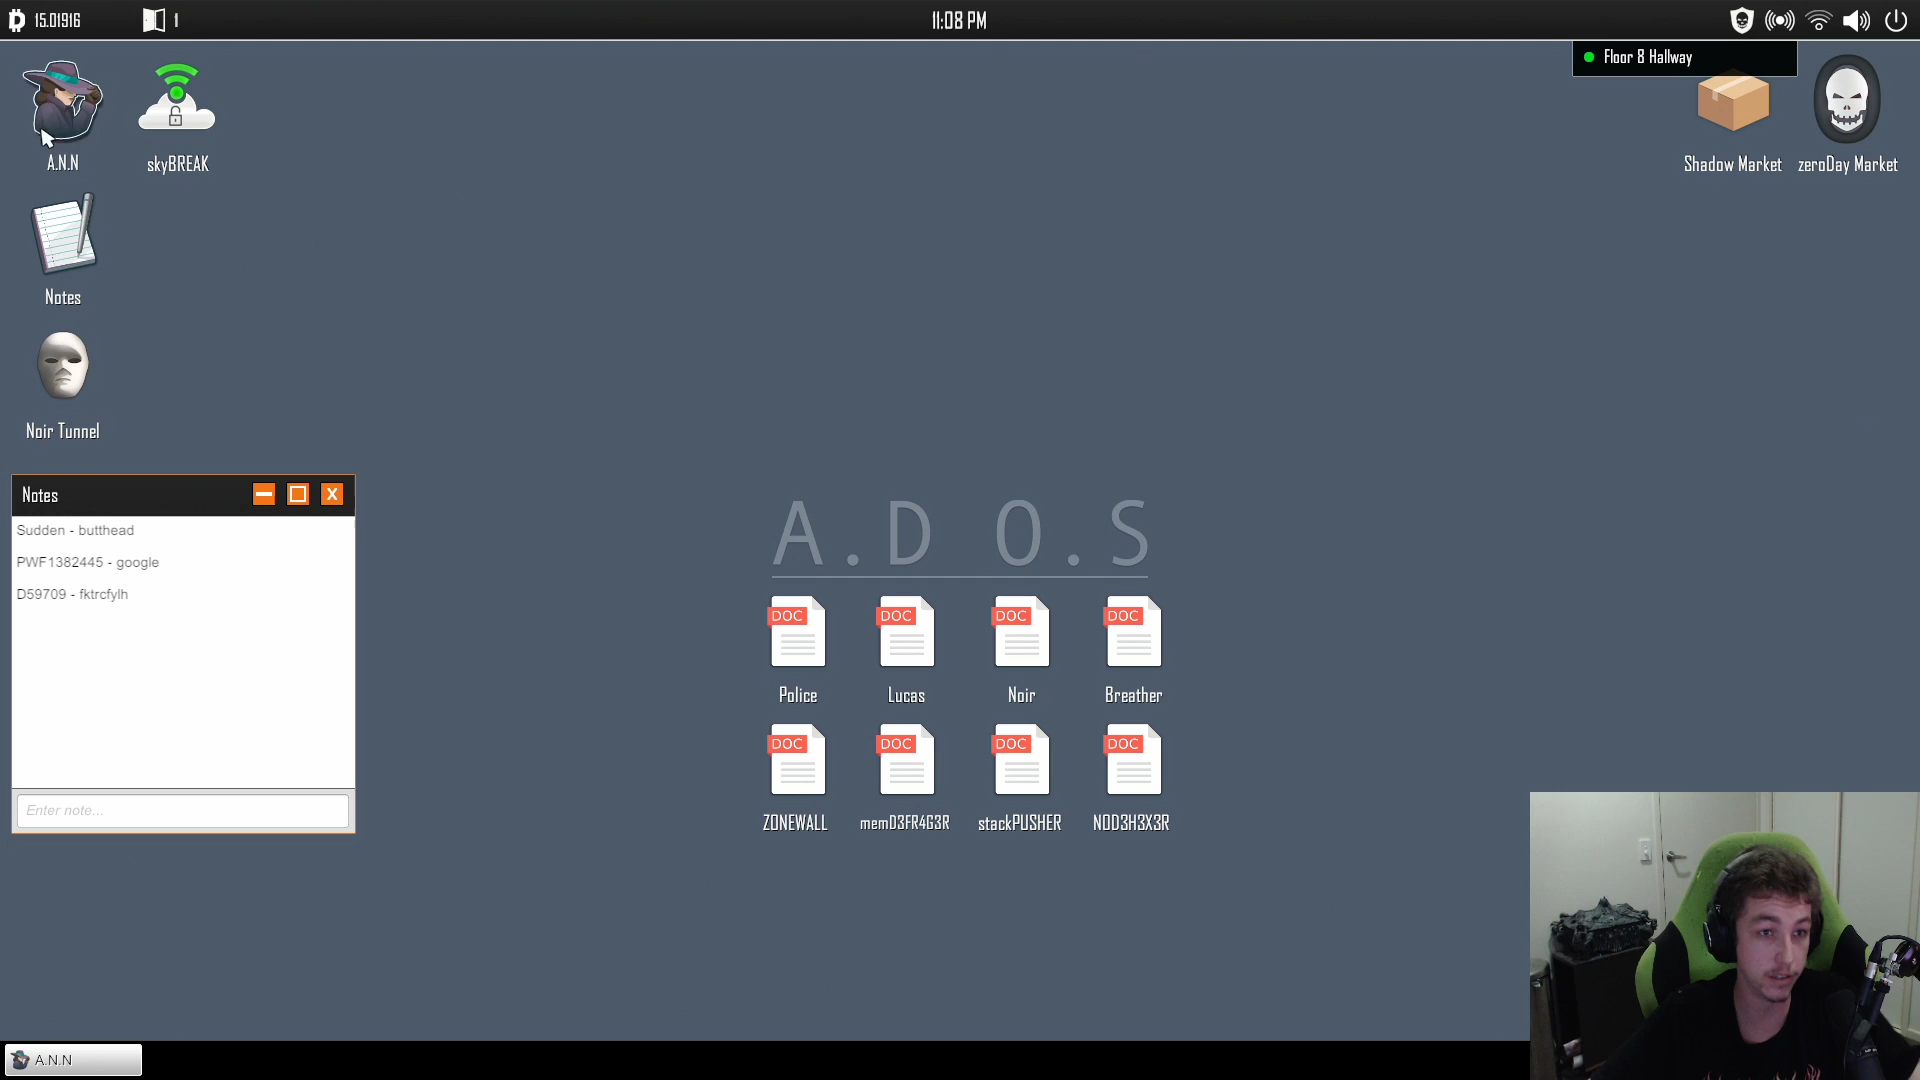 15.01916
1
11:08 PM
Floor 8 Hallway
A.N.N
skyBREAK
Shadow Market
zeroDay Market
Notes
Noir Tunnel
Notes
X
Sudden - butthead
PWF1382445 - google
D59709 - fktrcfylh
Enter note...
A.D O.S
DOC
DOC
DOC
DOC
Police
Lucas
Noir
Breather
DOC
DOC
DOC
DOC
ZONEWALL
memD3FR4G3R
stackPUSHER
NOD3H3X3R
A.N.N